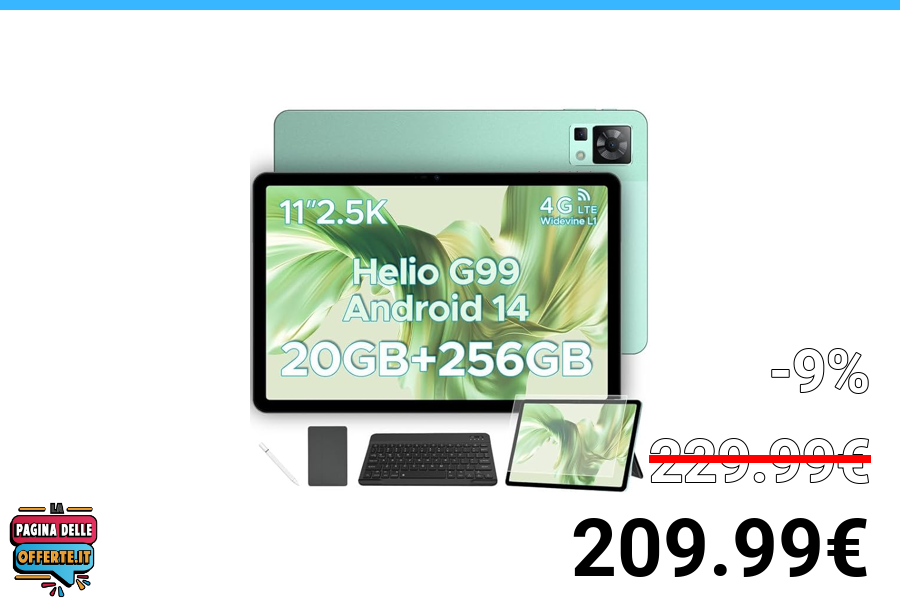 11”2.5K
4G LTE
Widevine L1
Helio G99
Android 14
20GB+256GB
-9%
229.99€
209.99€
LA
PAGINA DELLE
OFFERTE.IT